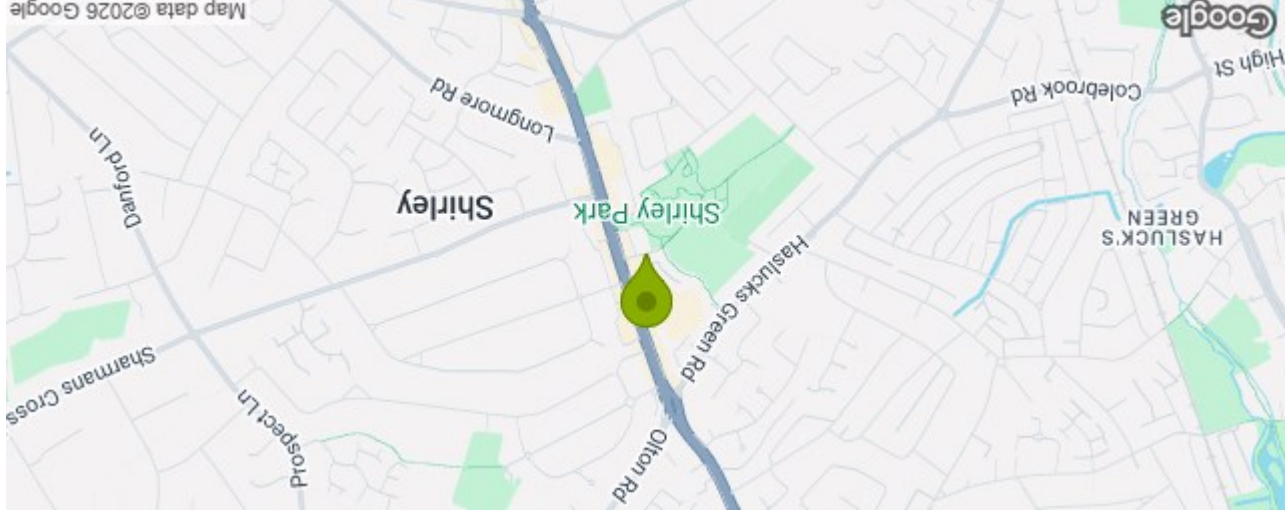 Olton Rd
Prospect Ln
Sharmans Cross
Haslucks Green Rd
HASLUCK'S
GREEN
Shirley Park
Shirley
Danford Ln
Longmore Rd
Colebrook Rd
High St
Google
Map data ©2026 Google